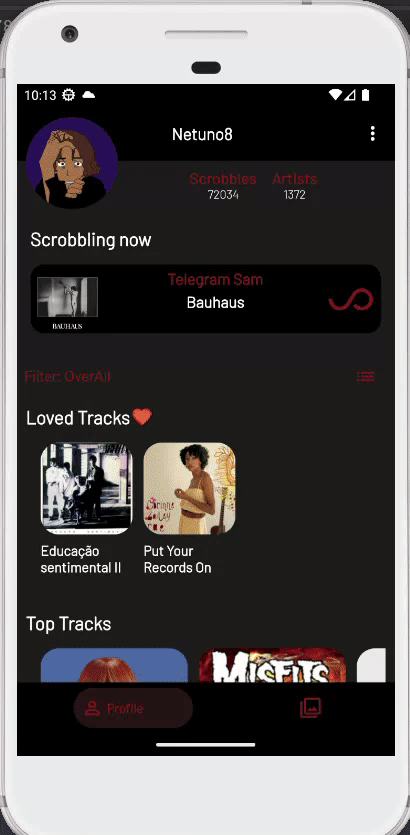 10:13
Netuno8
Scrobbles
Artists
72034
1372
Scrobbling now
Telegram Sam
Bauhaus
BAUHAUS
Filter: OverAll
Loved Tracks
Educação
sentimental II
Put Your
Records On
Top Tracks
MISFITS
Profile